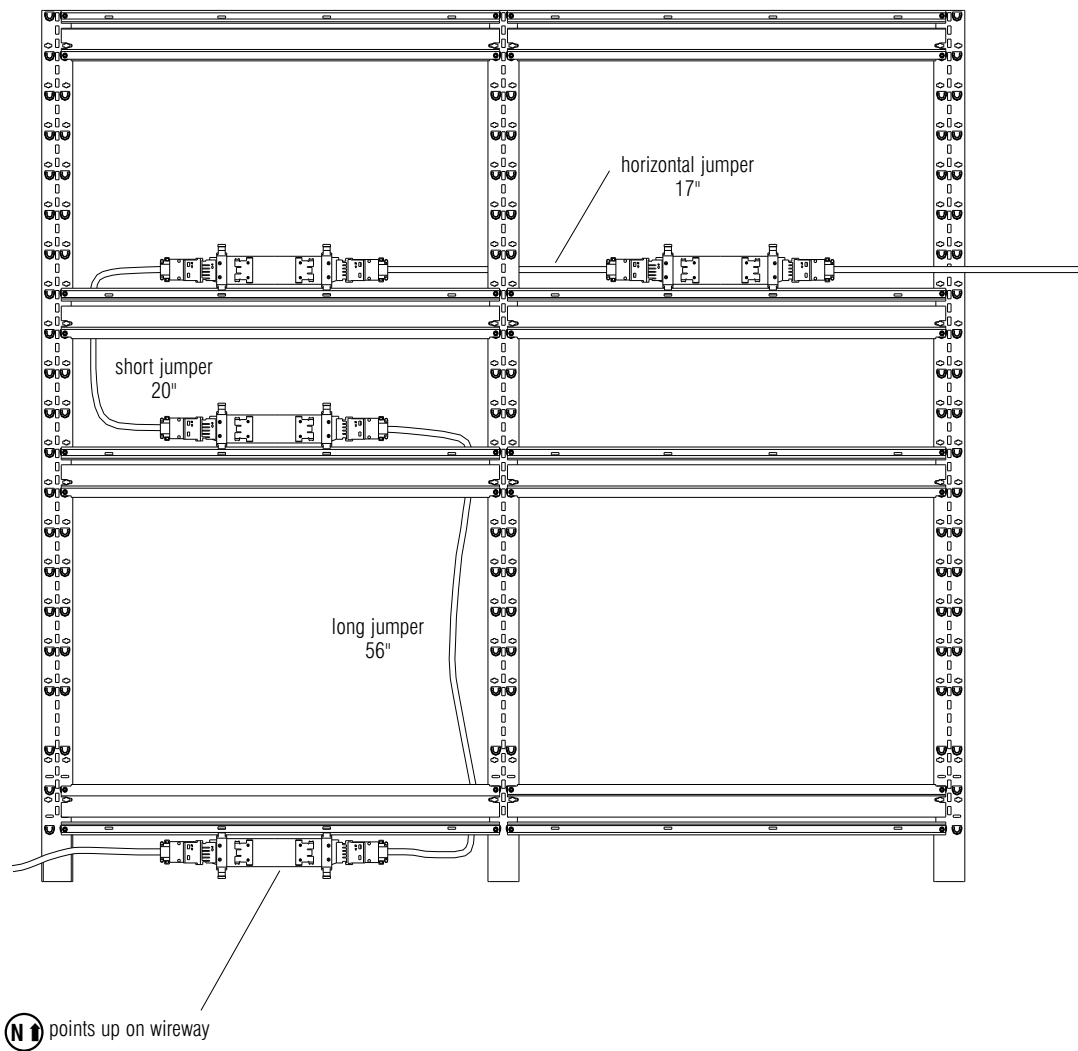 horizontal jumper
17"
short jumper
20"
long jumper
56"
N⬆ points up on wireway